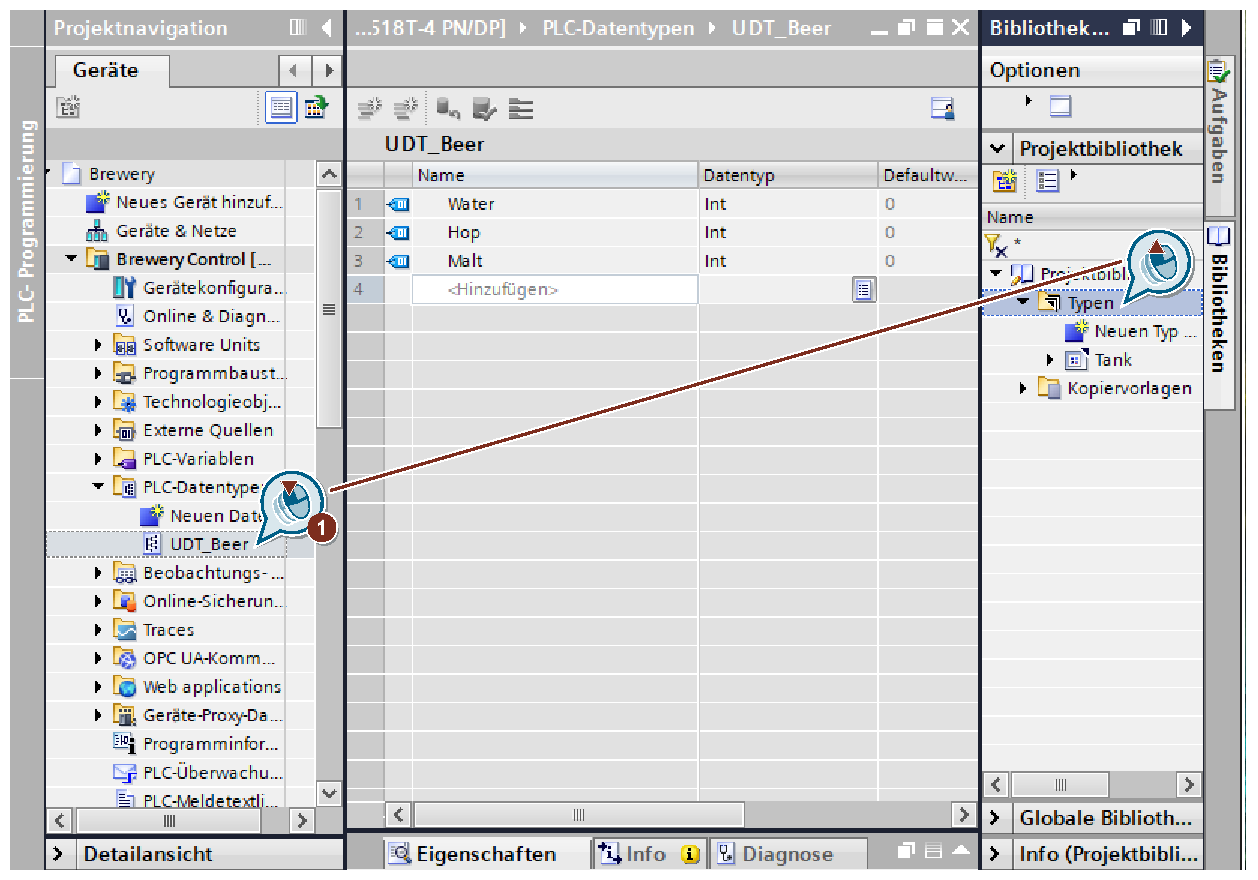 PLC- Programmierung
Projektnavigation
Geräte
Brewery
Neues Gerät hinzuf...
Geräte & Netze
Brewery Control [...
Gerätekonfigura...
Online & Diagn...
Software Units
Programmbaust...
Technologieobj...
Externe Quellen
PLC-Variablen
PLC-Datentype
Neuen Date
UDT_Beer
1
Beobachtungs- ...
Online-Sicherun...
Traces
OPC UA-Komm...
Web applications
Geräte-Proxy-Da...
Programminfor...
PLC-Überwachu...
PLC-Meldetextli...
Detailansicht
...518T-4 PN/DP] PLC-Datentypen UDT_Beer
UDT_Beer
Name Datentyp Defaultw...
1 Water Int 0
2 Hop Int 0
3 Malt Int 0
4 <Hinzufügen>
Eigenschaften Info Diagnose
Bibliothek...
Optionen
Projektbibliothek
Name
*
Projektbibl
Typen
Neuen Typ ...
Tank
Kopiervorlagen
Globale Biblioth...
Info (Projektbibli...
Aufgaben
Bibliotheken